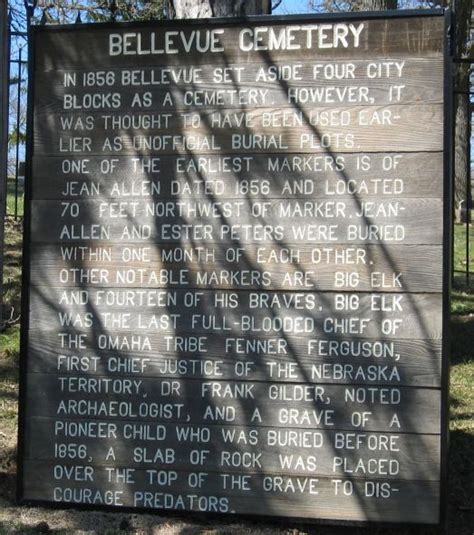 BELLEVUE CEMETERY
IN 1856 BELLEVUE SET ASIDE FOUR CITY
BLOCKS AS A CEMETERY. HOWEVER, IT
WAS THOUGHT TO HAVE BEEN USED EAR-
LIER AS UNOFFICIAL BURIAL PLOTS.
ONE OF THE EARLIEST MARKERS IS OF
JEAN ALLEN DATED 1856 AND LOCATED
70 FEET NORTHWEST OF MARKER. JEAN-
ALLEN AND ESTER PETERS WERE BURIED
WITHIN ONE MONTH OF EACH OTHER.
OTHER NOTABLE MARKERS ARE BIG ELK
AND FOURTEEN OF HIS BRAVES. BIG ELK
WAS THE LAST FULL-BLOODED CHIEF OF
THE OMAHA TRIBE FENNER FERGUSON,
FIRST CHIEF JUSTICE OF THE NEBRASKA
TERRITORY, DR. FRANK GILDER, NOTED
ARCHAEOLOGIST, AND A GRAVE OF A
PIONEER CHILD WHO WAS BURIED BEFORE
1856, A SLAB OF ROCK WAS PLACED
OVER THE TOP OF THE GRAVE TO DIS-
COURAGE PREDATORS.